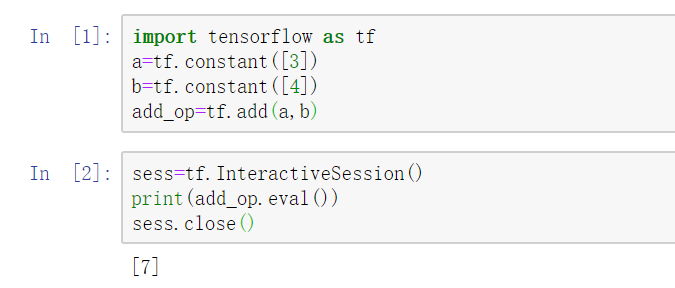 In [1]: import tensorflow as tf
a=tf.constant([3])
b=tf.constant([4])
add_op=tf.add(a,b)
In [2]: sess=tf.InteractiveSession()
print(add_op.eval())
sess.close()
[7]